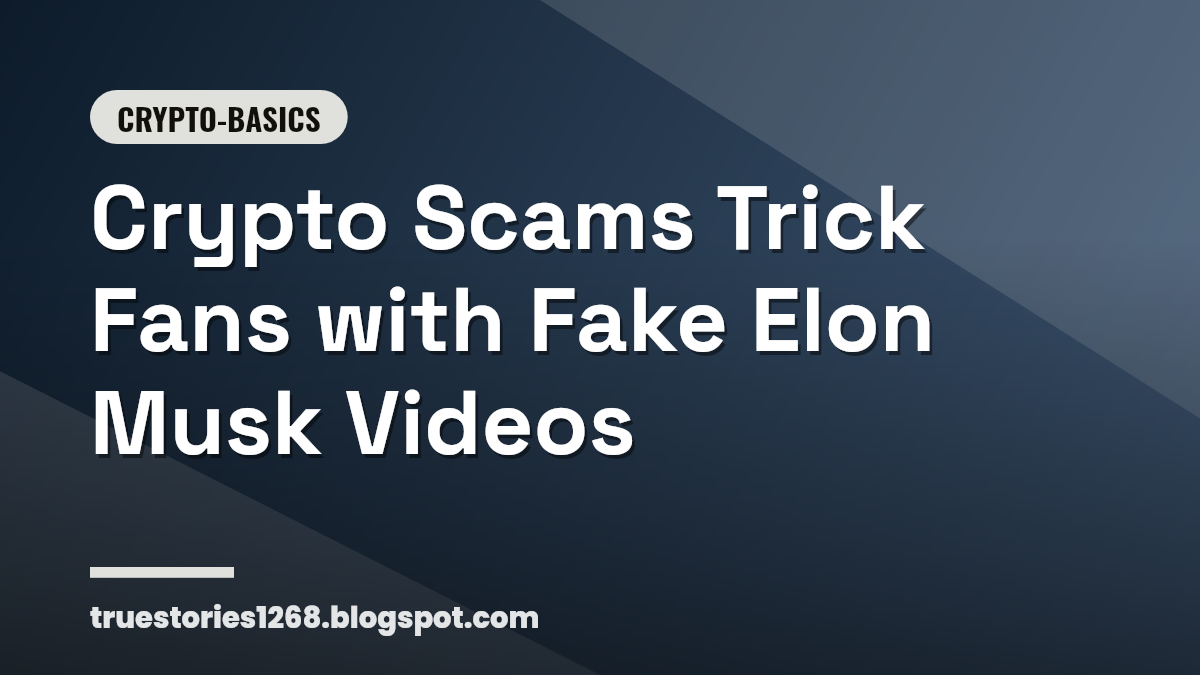 CRYPTO-BASICS
Crypto Scams Trick
Fans with Fake Elon
Musk Videos
truestories1268.blogspot.com